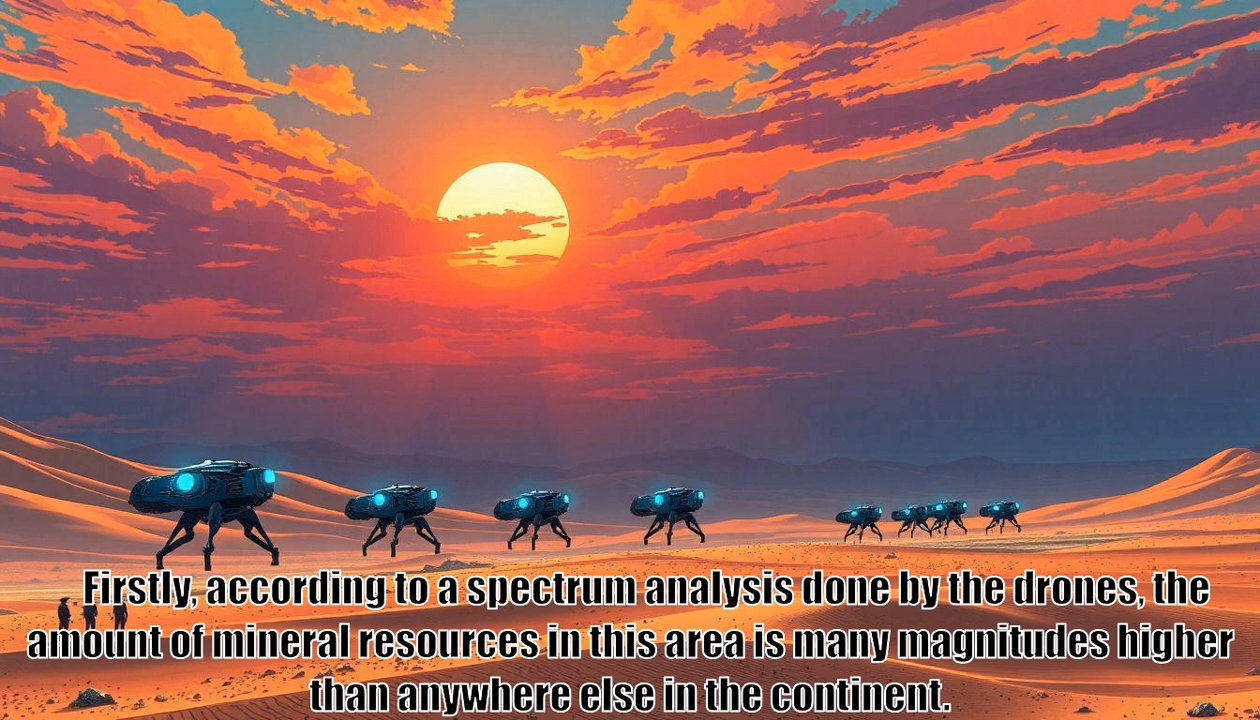 Firstly, according to a spectrum analysis done by the drones, the
amount of mineral resources in this area is many magnitudes higher
than anywhere else in the continent.